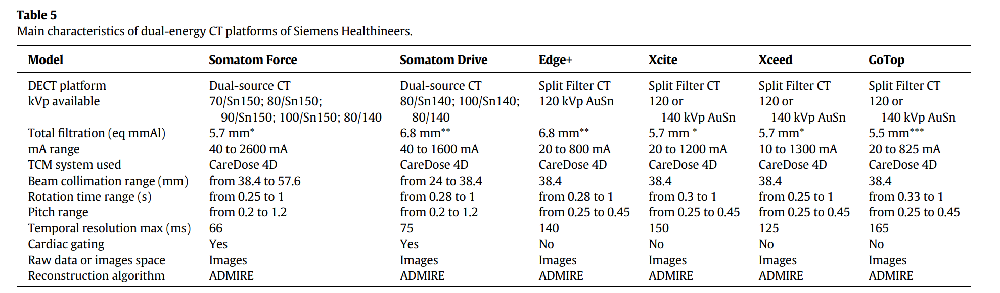 Table 5
Main characteristics of dual-energy CT platforms of Siemens Healthineers.
Model Somatom Force Somatom Drive Edge+ Xcite Xceed GoTop
DECT platform Dual-source CT Dual-source CT Split Filter CT Split Filter CT Split Filter CT Split Filter CT
kVp available 70/Sn150; 80/Sn150; 80/Sn140; 100/Sn140; 120 kVp AuSn 120 or 120 or 120 or
90/Sn150; 100/Sn150; 80/140 80/140 140 kVp AuSn 140 kVp AuSn 140 kVp AuSn
Total filtration (eq mmAl) 5.7 mm* 6.8 mm** 6.8 mm** 5.7 mm * 5.7 mm* 5.5 mm***
mA range 40 to 2600 mA 40 to 1600 mA 20 to 800 mA 20 to 1200 mA 10 to 1300 mA 20 to 825 mA
TCM system used CareDose 4D CareDose 4D CareDose 4D CareDose 4D CareDose 4D CareDose 4D
Beam collimation range (mm) from 38.4 to 57.6 from 24 to 38.4 38.4 38.4 38.4 38.4
Rotation time range (s) from 0.25 to 1 from 0.28 to 1 from 0.28 to 1 from 0.3 to 1 from 0.25 to 1 from 0.33 to 1
Pitch range from 0.2 to 1.2 from 0.2 to 1.2 from 0.25 to 0.45 from 0.25 to 0.45 from 0.25 to 0.45 from 0.25 to 0.45
Temporal resolution max (ms) 66 75 140 150 125 165
Cardiac gating Yes Yes No No No No
Raw data or images space Images Images Images Images Images Images
Reconstruction algorithm ADMIRE ADMIRE ADMIRE ADMIRE ADMIRE ADMIRE